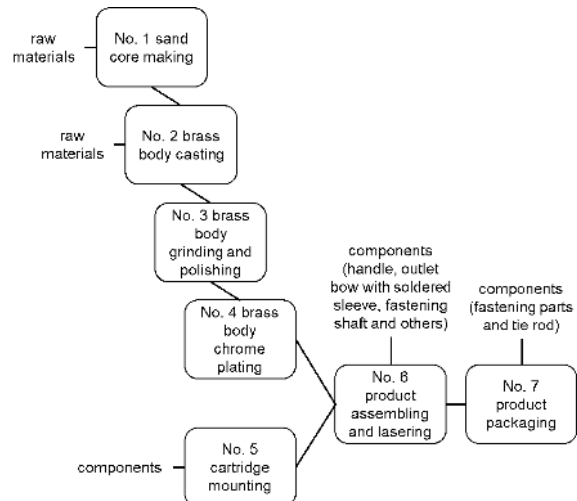 raw
materials
No. 1 sand
core making
raw
materials
No. 2 brass
body casting
No. 3 brass
body
grinding and
polishing
No. 4 brass
body
chrome
plating
components
(handle, outlet
bow with soldered
sleeve, fastening
shaft and others)
components
(fastening parts
and tie rod)
No. 6
product
assembling
and lasering
No. 7
product
packaging
components
No. 5
cartridge
mounting